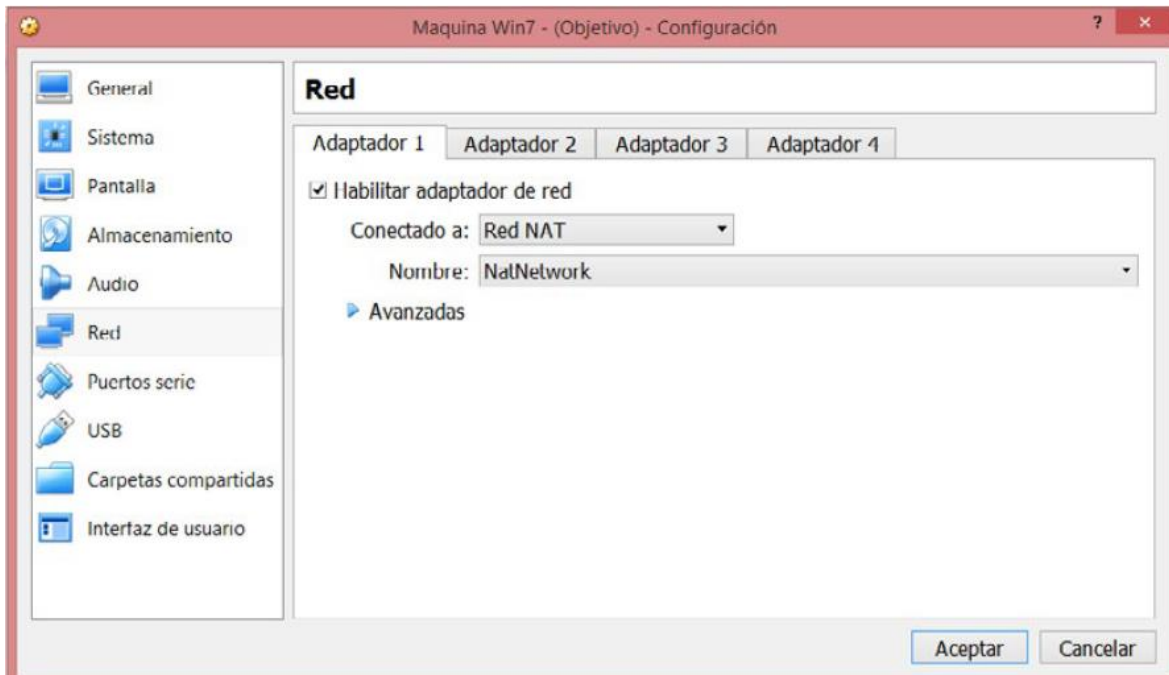 Maquina Win7 - (Objetivo) - Configuración
? ×
General
Sistema
Pantalla
Almacenamiento
Audio
Red
Puertos serie
USB
Carpetas compartidas
Interfaz de usuario
Red
Adaptador 1 Adaptador 2 Adaptador 3 Adaptador 4
Habilitar adaptador de red
Conectado a: Red NAT
Nombre: NatNetwork
Avanzadas
Aceptar Cancelar